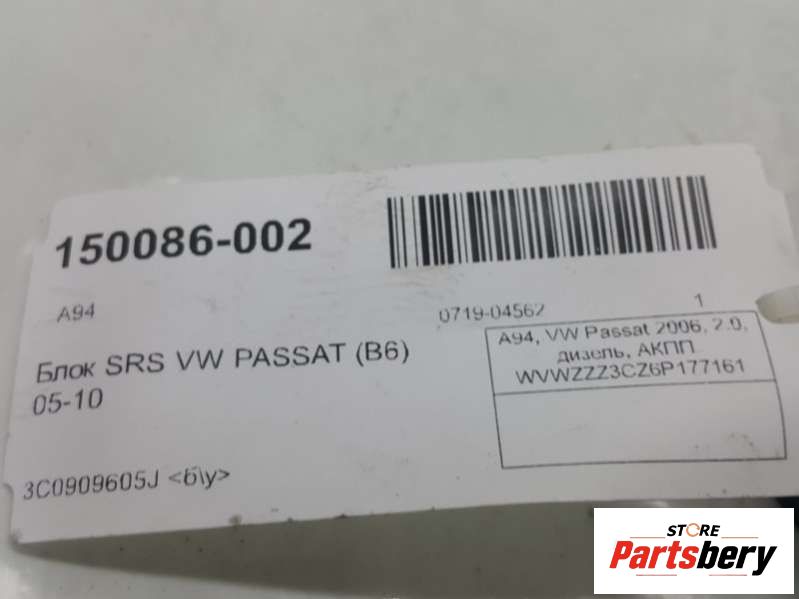 150086-002
A94
0719-04562 1
Блок SRS VW PASSAT (B6)
05-10
A94, VW Passat 2006, 2.0,
дизель, АКПП
WVWZZZ3CZ6P177161
3C0909605J <б\у>
STORE
Partsbery